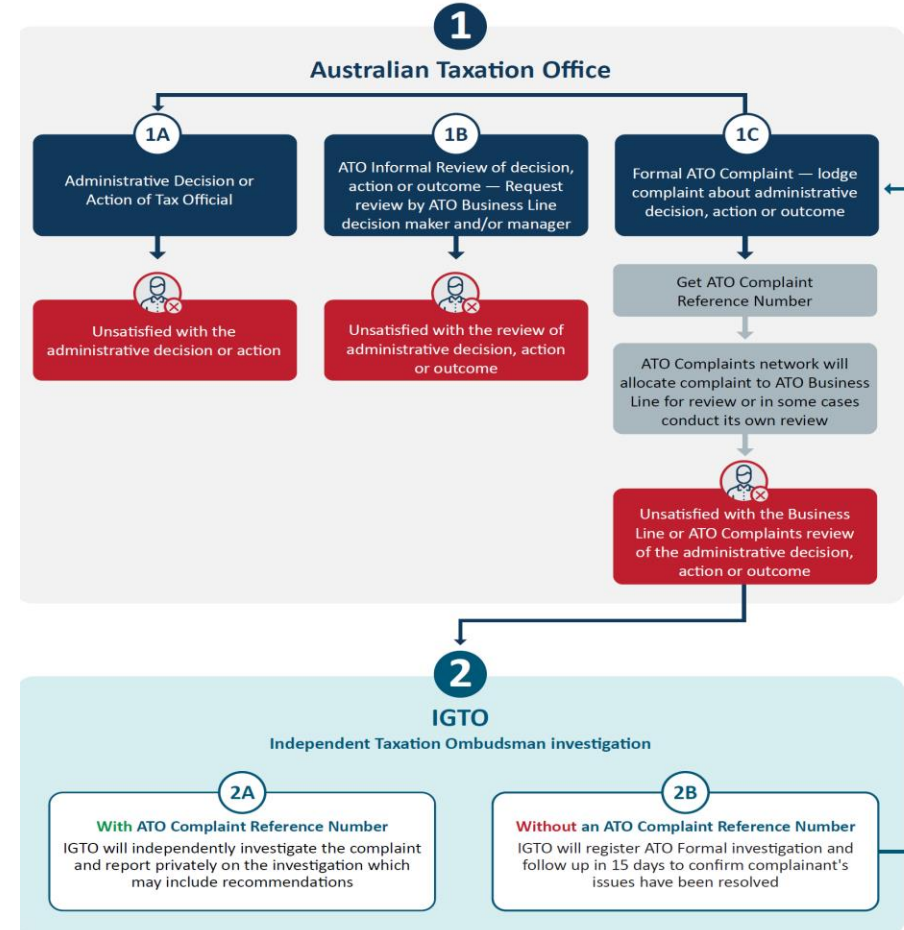 1
Australian Taxation Office
1A
Administrative Decision or
Action of Tax Official
Unsatisfied with the
administrative decision or action
1B
ATO Informal Review of decision,
action or outcome — Request
review by ATO Business Line
decision maker and/or manager
Unsatisfied with the review of
administrative decision, action
or outcome
1C
Formal ATO Complaint — lodge
complaint about administrative
decision, action or outcome
Get ATO Complaint
Reference Number
ATO Complaints network will
allocate complaint to ATO Business
Line for review or in some cases
conduct its own review
Unsatisfied with the Business
Line or ATO Complaints review
of the administrative decision,
action or outcome
2
IGTO
Independent Taxation Ombudsman investigation
2A
With ATO Complaint Reference Number
IGTO will independently investigate the complaint
and report privately on the investigation which
may include recommendations
2B
Without an ATO Complaint Reference Number
IGTO will register ATO Formal investigation and
follow up in 15 days to confirm complainant's
issues have been resolved